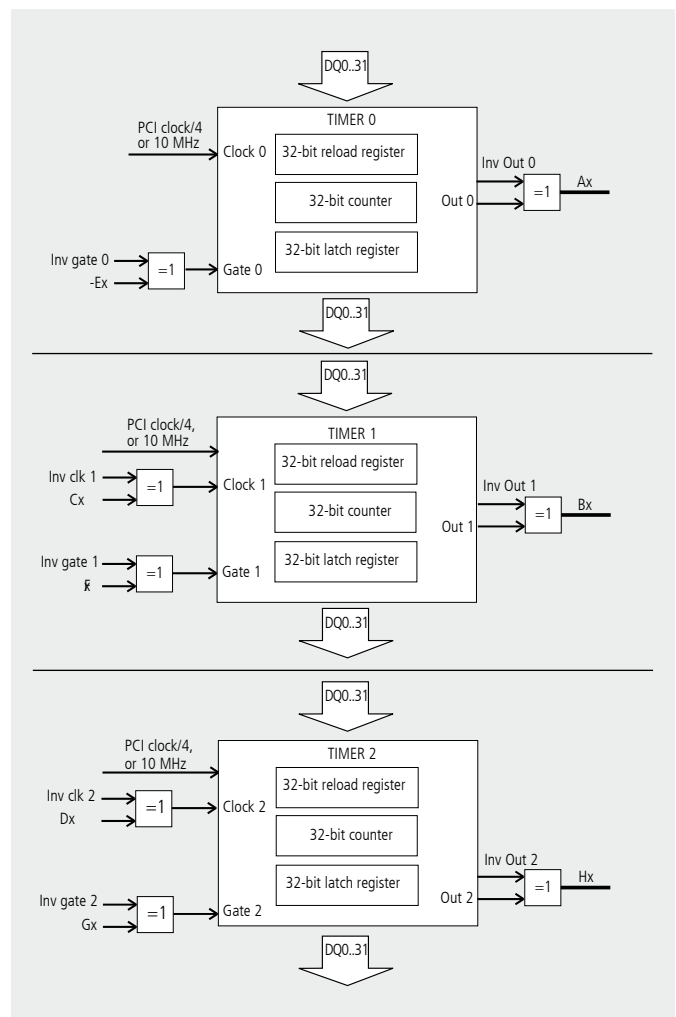 DQ0..31
TIMER 0
PCI clock/4
or 10 MHz
Clock 0
32-bit reload register
Inv Out 0
32-bit counter
Out 0
=1
Ax
32-bit latch register
Inv gate 0
-Ex
=1
Gate 0
DQ0..31
DQ0..31
TIMER 1
PCI clock/4,
or 10 MHz
32-bit reload register
Inv clk 1
Cx
=1
Clock 1
32-bit counter
Inv Out 1
Out 1
=1
Bx
32-bit latch register
Inv gate 1
=1
Gate 1
DQ0..31
DQ0..31
TIMER 2
PCI clock/4,
or 10 MHz
32-bit reload register
Inv clk 2
Dx
=1
Clock 2
32-bit counter
Inv Out 2
Out 2
=1
Hx
32-bit latch register
Inv gate 2
Gx
=1
Gate 2
DQ0..31